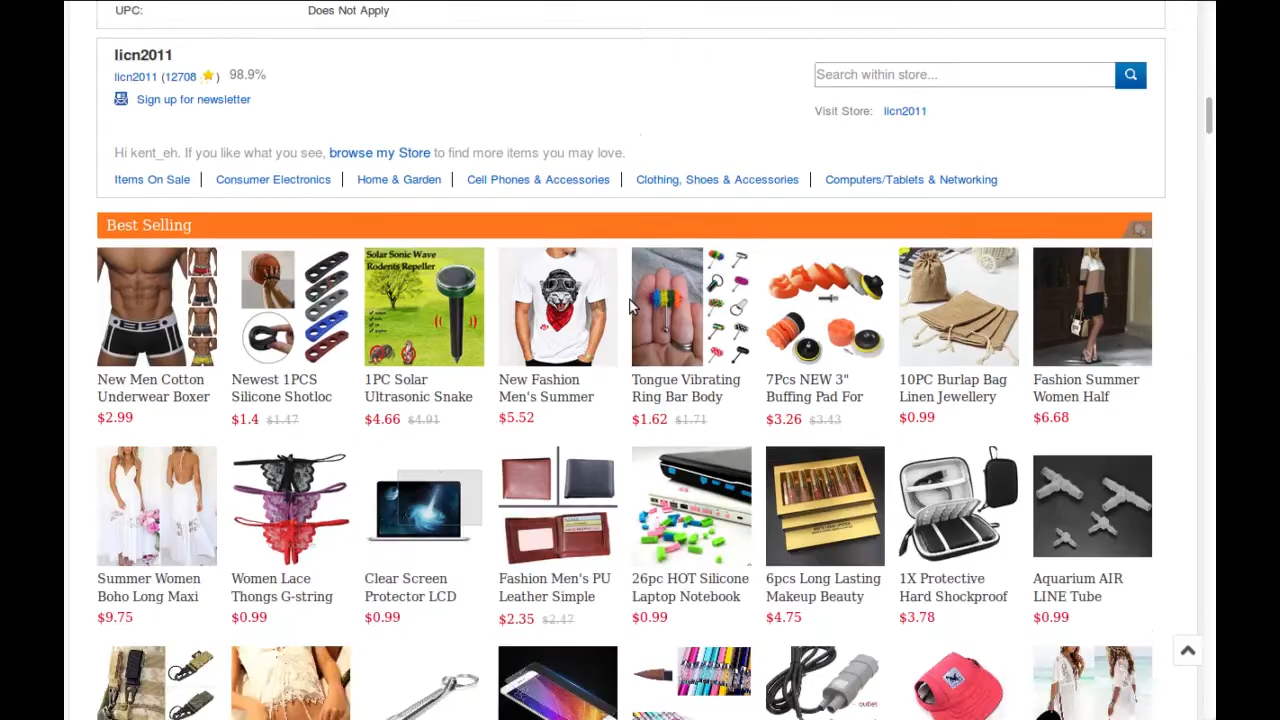 UPC: Does Not Apply
licn2011
licn2011 (12708 ) 98.9%
Search within store...
Sign up for newsletter
Visit Store: licn2011
Hi kent_eh. If you like what you see, browse my Store to find more items you may love.
Items On Sale Consumer Electronics Home & Garden Cell Phones & Accessories Clothing, Shoes & Accessories Computers/Tablets & Networking
Best Selling
Solar Sonic Wave
Rodents Repeller
New Men Cotton Underwear Boxer
$2.99
Newest 1PCS Silicone Shotloc
$1.4 $1.47
1PC Solar Ultrasonic Snake
$4.66 $4.91
New Fashion Men's Summer
$5.52
Tongue Vibrating Ring Bar Body
$1.62 $1.71
7Pcs NEW 3" Buffing Pad For
$3.26 $3.43
10PC Burlap Bag Linen Jewellery
$0.99
Fashion Summer Women Half
$6.68
Summer Women Boho Long Maxi
$9.75
Women Lace Thongs G-string
$0.99
Clear Screen Protector LCD
$0.99
Fashion Men's PU Leather Simple
$2.35 $2.47
26pc HOT Silicone Laptop Notebook
$0.99
6pcs Long Lasting Makeup Beauty
$4.75
1X Protective Hard Shockproof
$3.78
Aquarium AIR LINE Tube
$0.99
outlet